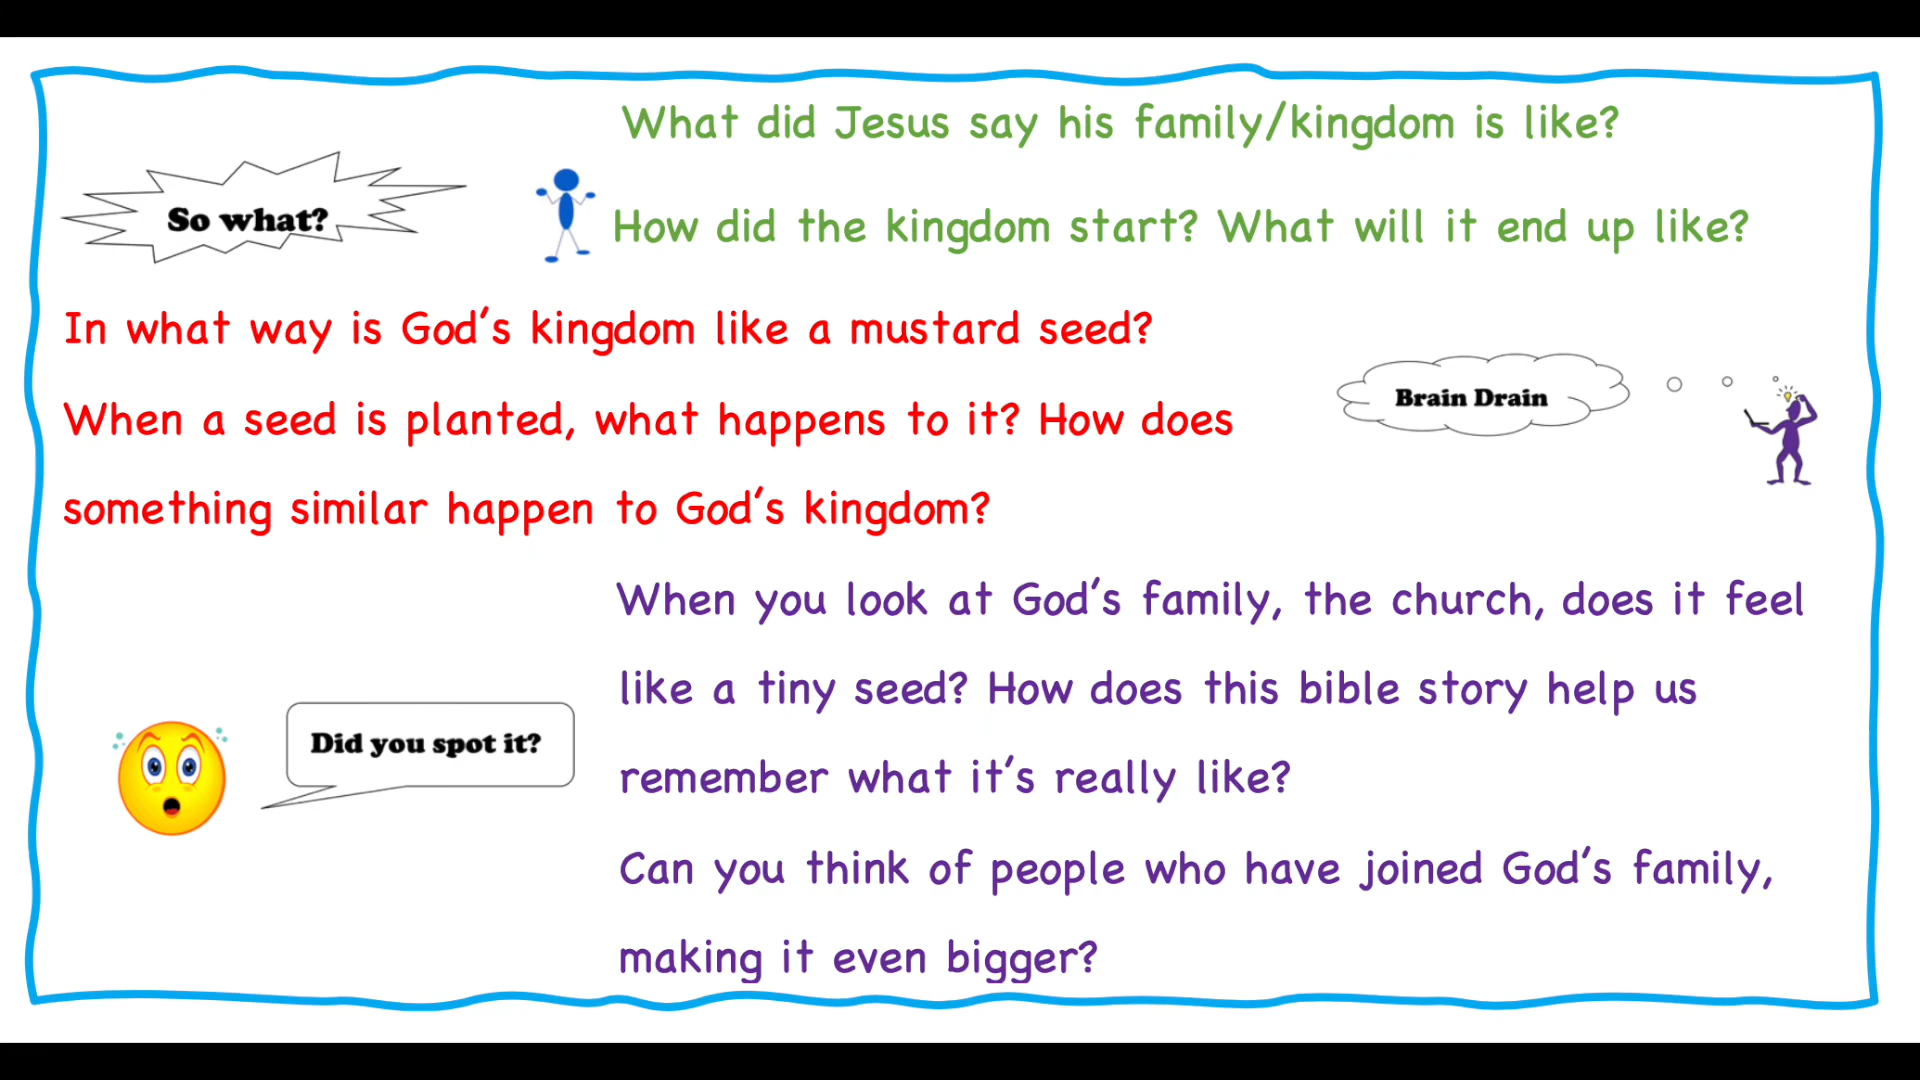 What did Jesus say his family/kingdom is like?
So what?
How did the kingdom start? What will it end up like?
In what way is God's kingdom like a mustard seed?
Brain Drain
When a seed is planted, what happens to it? How does
something similar happen to God's kingdom?
When you look at God's family, the church, does it feel
like a tiny seed? How does this bible story help us
Did you spot it?
remember what it's really like?
Can you think of people who have joined God's family,
making it even bigger?